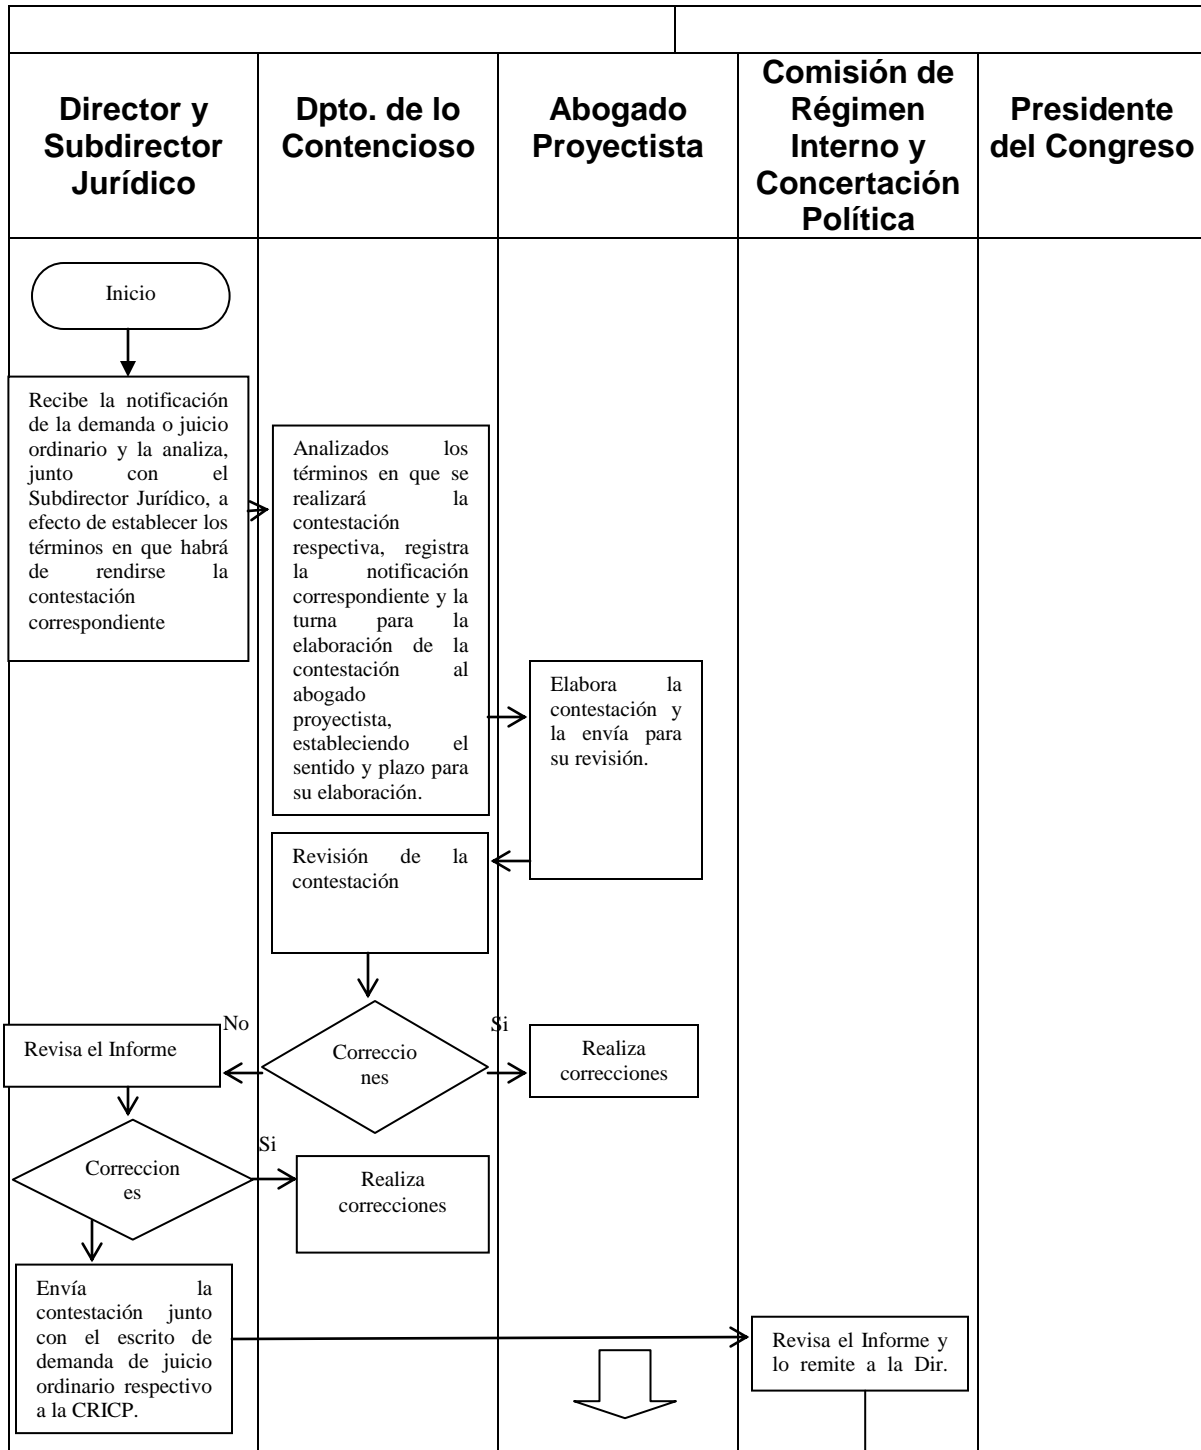 Director y
Subdirector
Jurídico
Dpto. de lo
Contencioso
Abogado
Proyectista
Comisión de
Régimen
Interno y
Concertación
Política
Presidente
del Congreso
Inicio
Recibe la notificación
de la demanda o juicio
ordinario y la analiza,
junto con el
Subdirector Jurídico, a
efecto de establecer los
términos en que habrá
de rendirse la
contestación
correspondiente
Analizados los
términos en que se
realizará la
contestación
respectiva, registra
la notificación
correspondiente y la
turna para la
elaboración de la
contestación al
abogado
proyectista,
estableciendo el
sentido y plazo para
su elaboración.
Elabora la
contestación y
la envía para
su revisión.
Revisión de la
contestación
No
Si
Revisa el Informe
Correccio
nes
Realiza
correcciones
Si
Correccion
es
Realiza
correcciones
Envía la
contestación junto
con el escrito de
demanda de juicio
ordinario respectivo
a la CRICP.
Revisa el Informe y
lo remite a la Dir.